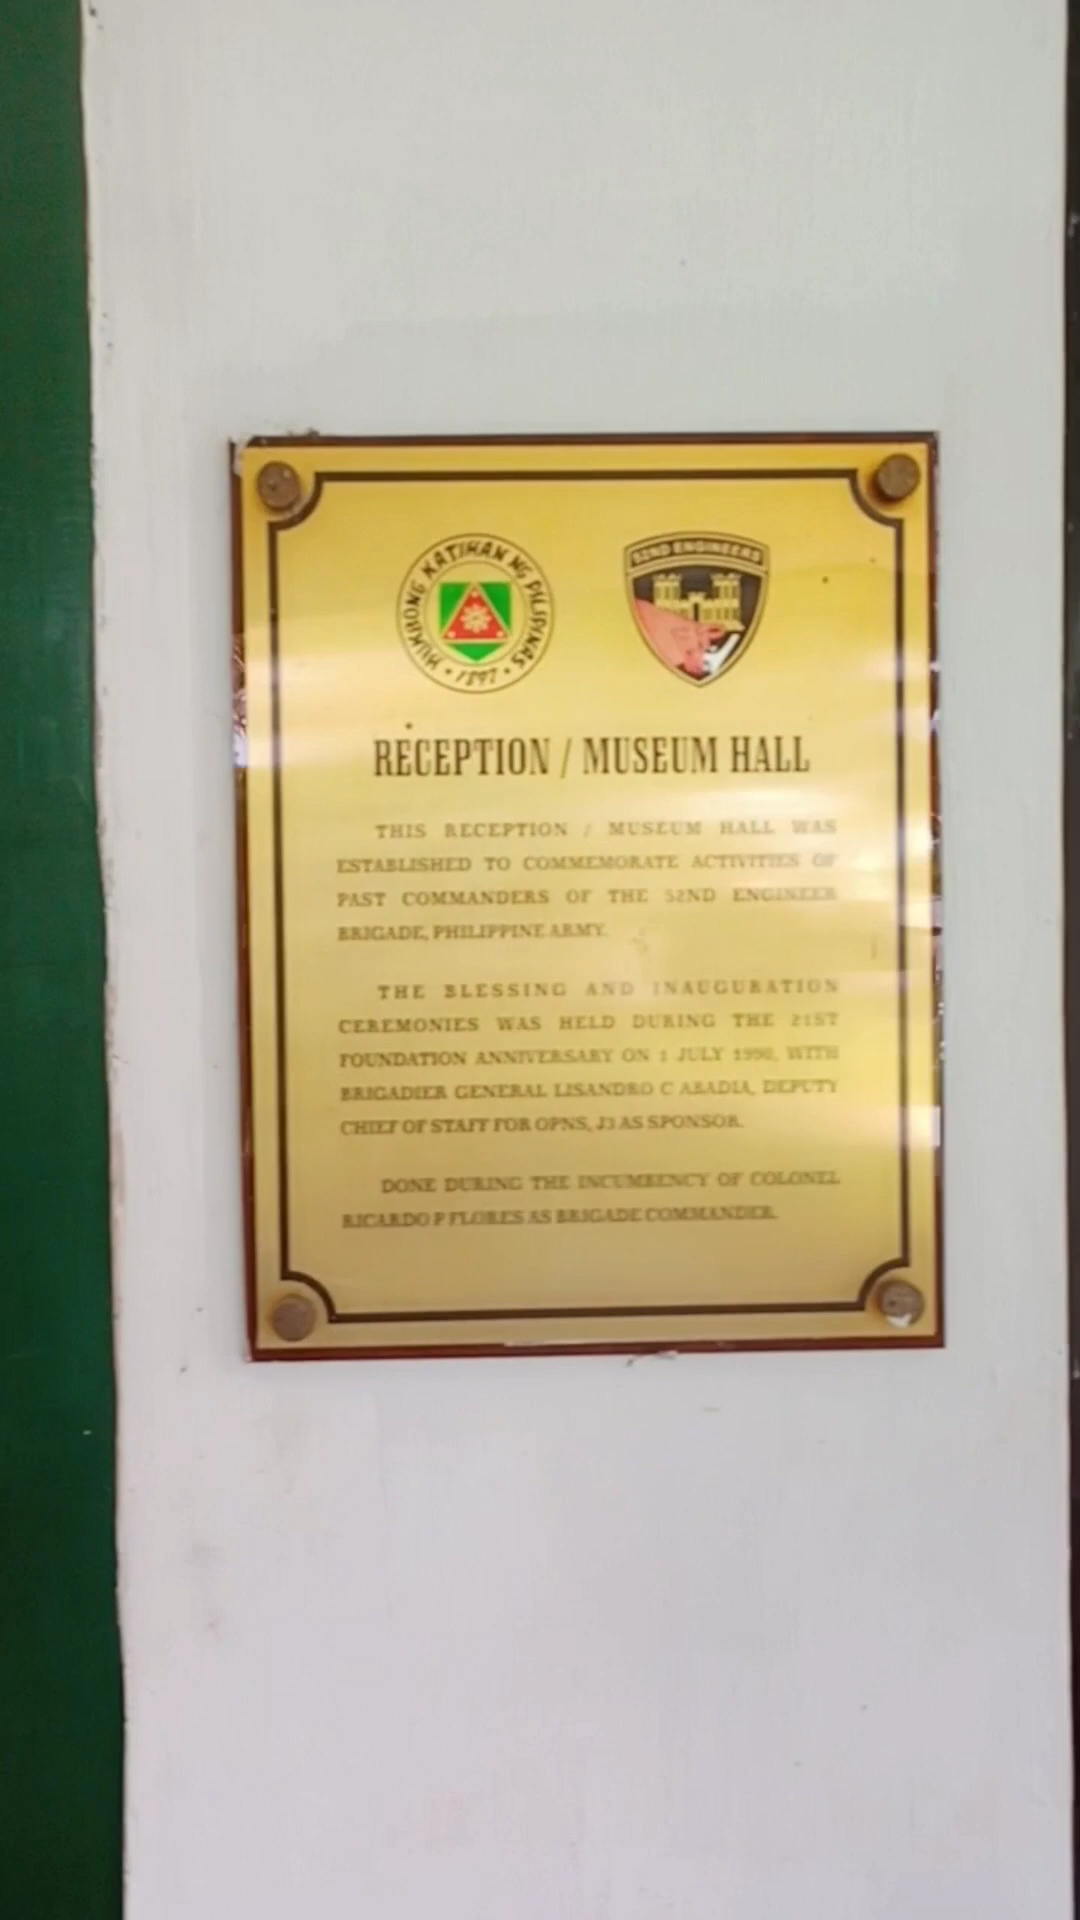 HUKBONG KATIHAN NG PILIPINAS
• 1897 •
52ND ENGINEERS
RECEPTION / MUSEUM HALL
THIS RECEPTION / MUSEUM HALL WAS
ESTABLISHED TO COMMEMORATE ACTIVITIES OF
PAST COMMANDERS OF THE 52ND ENGINEER
BRIGADE, PHILIPPINE ARMY.
THE BLESSING AND INAUGURATION
CEREMONIES WAS HELD DURING THE 21ST
FOUNDATION ANNIVERSARY ON 1 JULY 1990, WITH
BRIGADIER GENERAL LISANDRO C ABADIA, DEPUTY
CHIEF OF STAFF FOR OPNS, J3 AS SPONSOR.
DONE DURING THE INCUMBENCY OF COLONEL
RICARDO P FLORES AS BRIGADE COMMANDER.